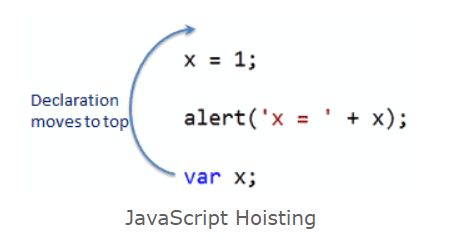 x = 1;
Declaration
moves to top
alert('x = ' + x);
var x;
JavaScript Hoisting